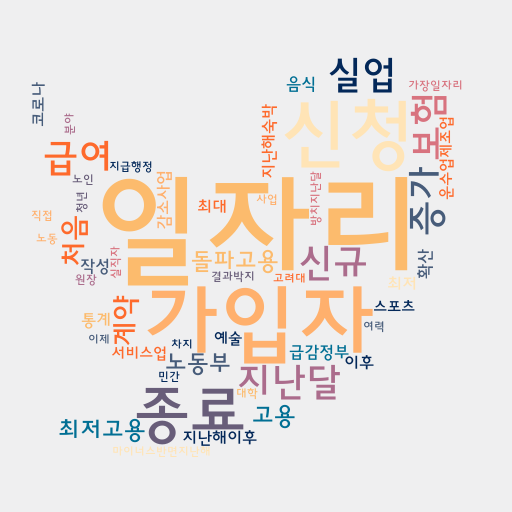 실업
음식
가장일자리
코로나
분야
신청
보험
운수업제조업
지난해숙박
급여
지급행정
노인
청년
직접
노동
처음
일자리
감소사업
최대
사업
방치지난달
증가
확산
작성
원장
실직자
돌파고용
결과박지
고려대
신규
화지
통계
이제
계약
서비스업
차지
가입자
예술
스포츠
여력
급감정부
이후
노동부
민간
대학
지난달
종료
고용
최저고용
지난해이후